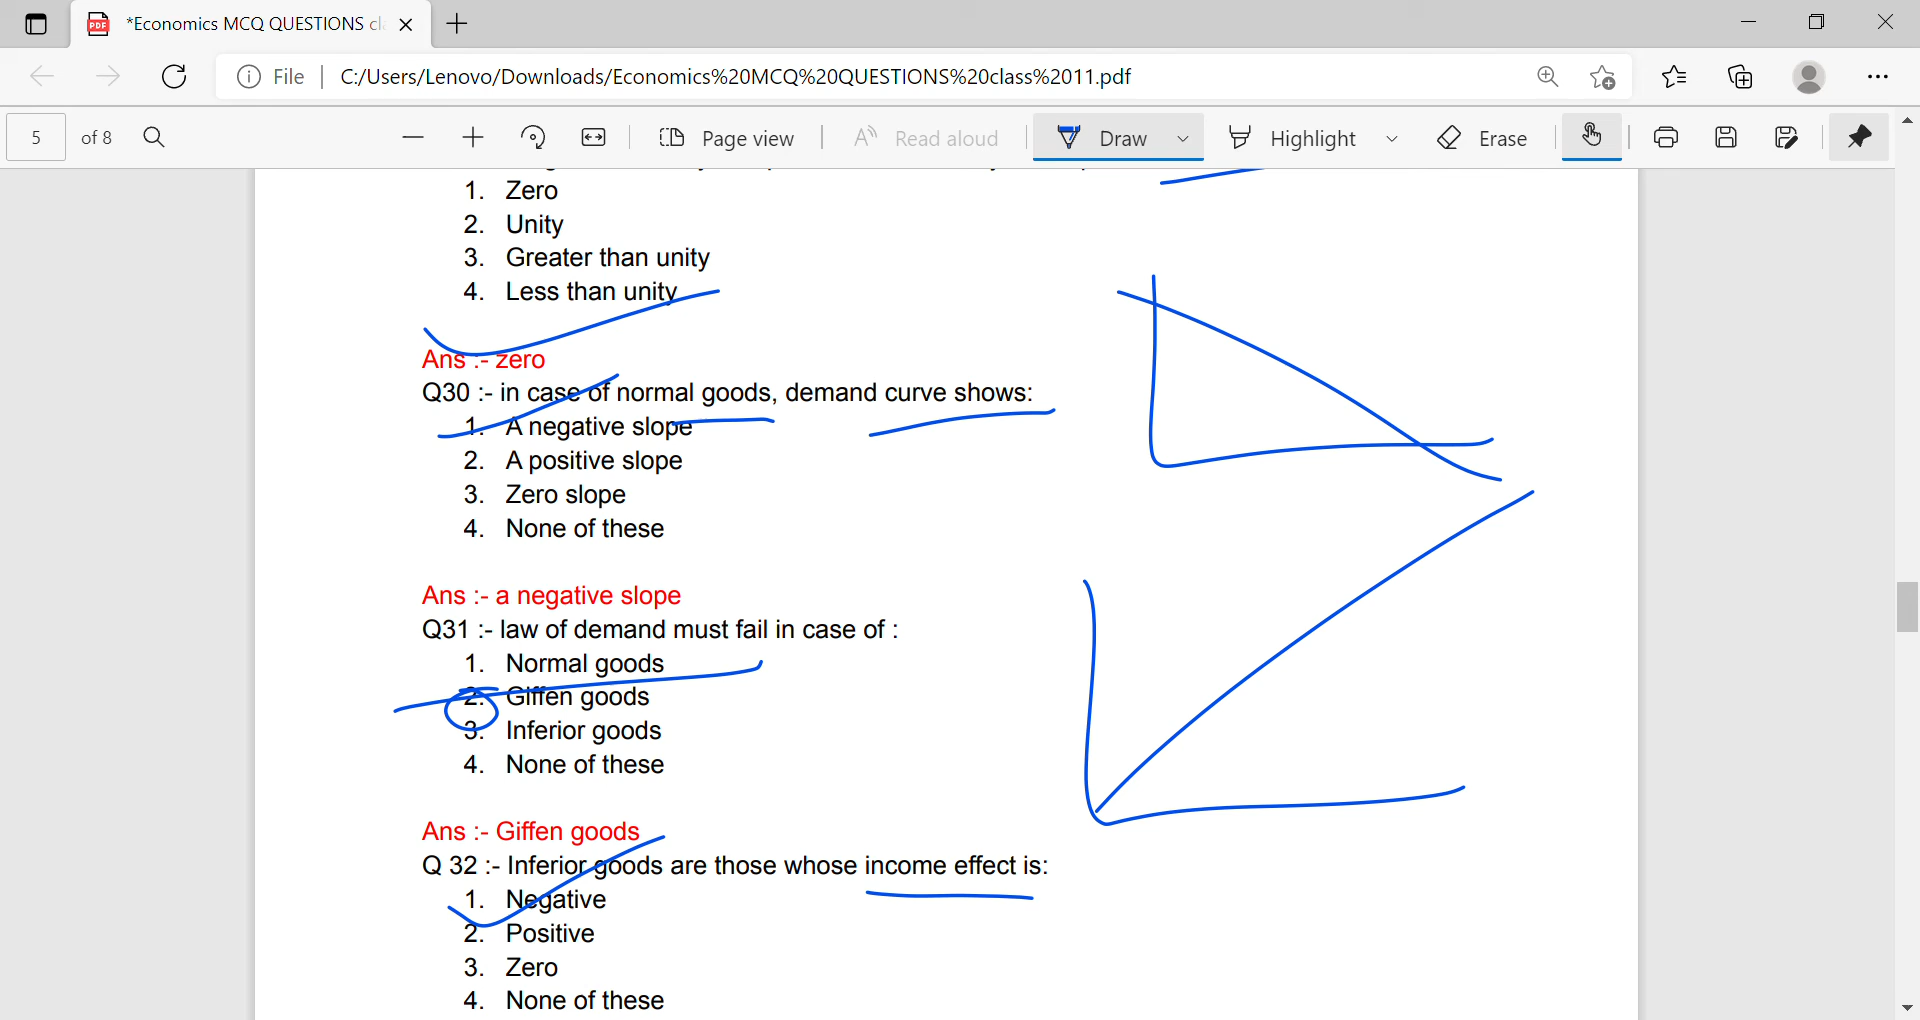 *Economics MCQ QUESTIONS cl
File
C:/Users/Lenovo/Downloads/Economics%20MCQ%20QUESTIONS%20class%2011.pdf
5 of 8
Page view
Read aloud
Draw
Highlight
Erase
1. Zero
2. Unity
3. Greater than unity
4. Less than unity
Ans :- zero
Q30 :- in case of normal goods, demand curve shows:
1. A negative slope
2. A positive slope
3. Zero slope
4. None of these
Ans :- a negative slope
Q31 :- law of demand must fail in case of :
1. Normal goods
2. Giffen goods
3. Inferior goods
4. None of these
Ans :- Giffen goods
Q 32 :- Inferior goods are those whose income effect is:
1. Negative
2. Positive
3. Zero
4. None of these